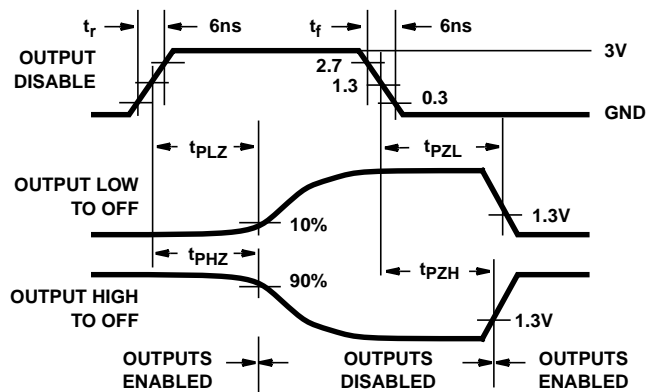 tr 6ns tf 6ns
OUTPUT
DISABLE
3V
2.7
1.3
0.3
GND
tPLZ tPZL
OUTPUT LOW
TO OFF
10%
1.3V
tPHZ tPZH
90%
OUTPUT HIGH
TO OFF
1.3V
OUTPUTS
ENABLED
OUTPUTS
DISABLED
OUTPUTS
ENABLED